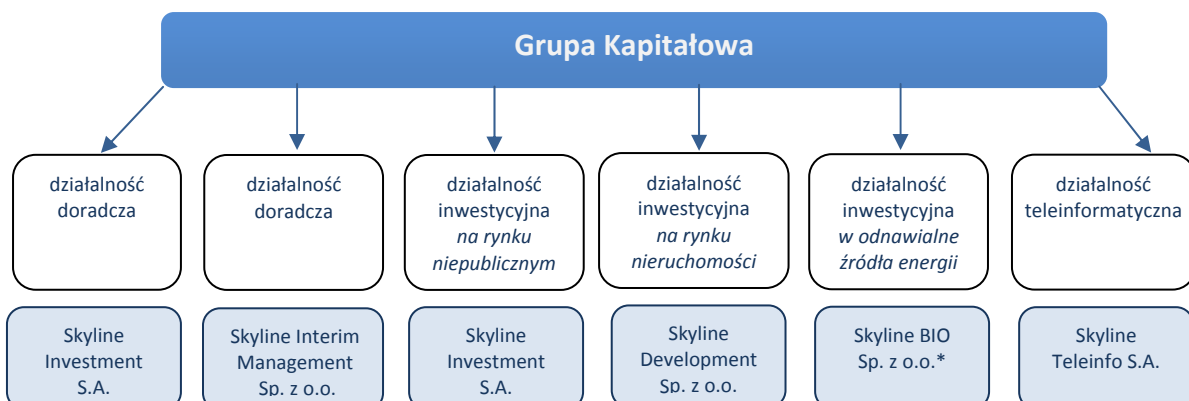 Grupa Kapitałowa
działalność
doradcza
działalność
doradcza
działalność
inwestycyjna
na rynku
niepublicznym
działalność
inwestycyjna
na rynku
nieruchomości
działalność
inwestycyjna
w odnawialne
źródła energii
działalność
teleinformatyczna
Skyline
Investment
S.A.
Skyline Interim
Management
Sp. z o.o.
Skyline
Investment
S.A.
Skyline
Development
Sp. z o.o.
Skyline BIO
Sp. z o.o.*
Skyline
Teleinfo S.A.